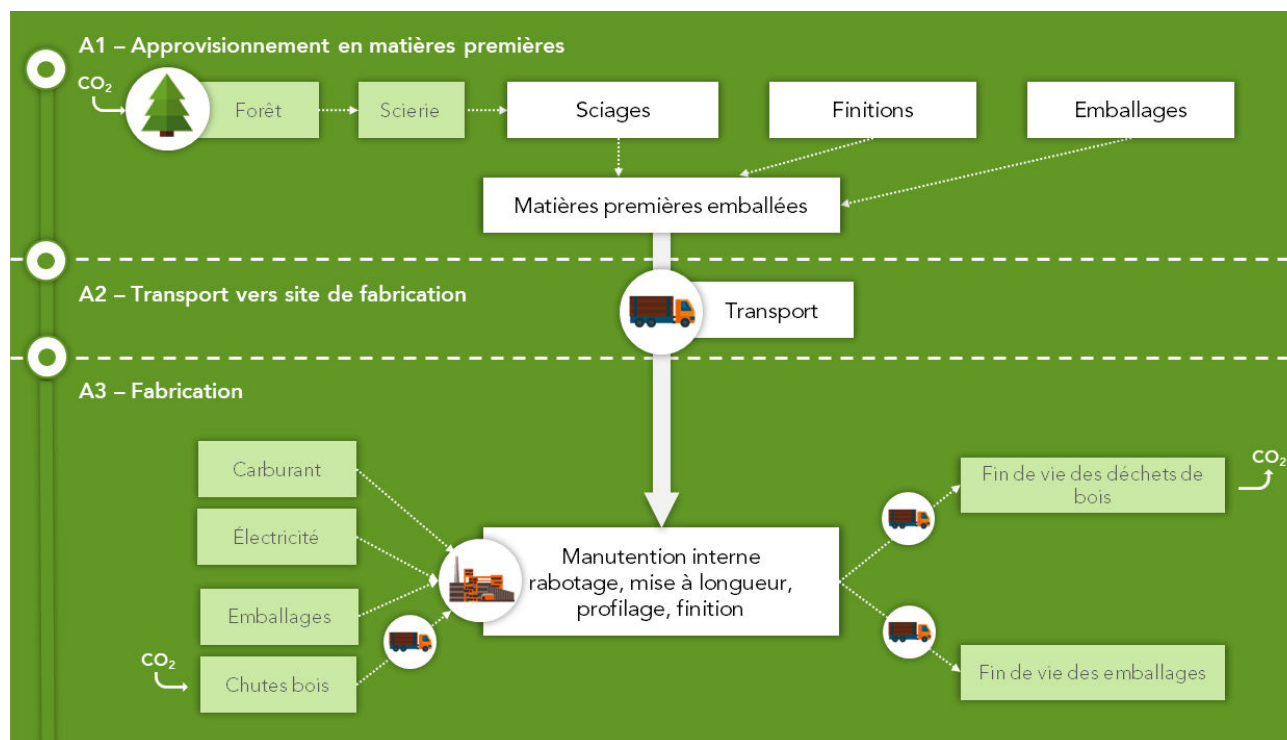 A1 – Approvisionnement en matières premières
CO₂
Forêt
Scierie
Sciages
Finitions
Emballages
Matières premières emballées
A2 – Transport vers site de fabrication
Transport
A3 – Fabrication
Carburant
Électricité
Emballages
CO₂
Chutes bois
Manutention interne
rabotage, mise à longueur,
profilage, finition
Fin de vie des déchets de
bois
CO₂
Fin de vie des emballages